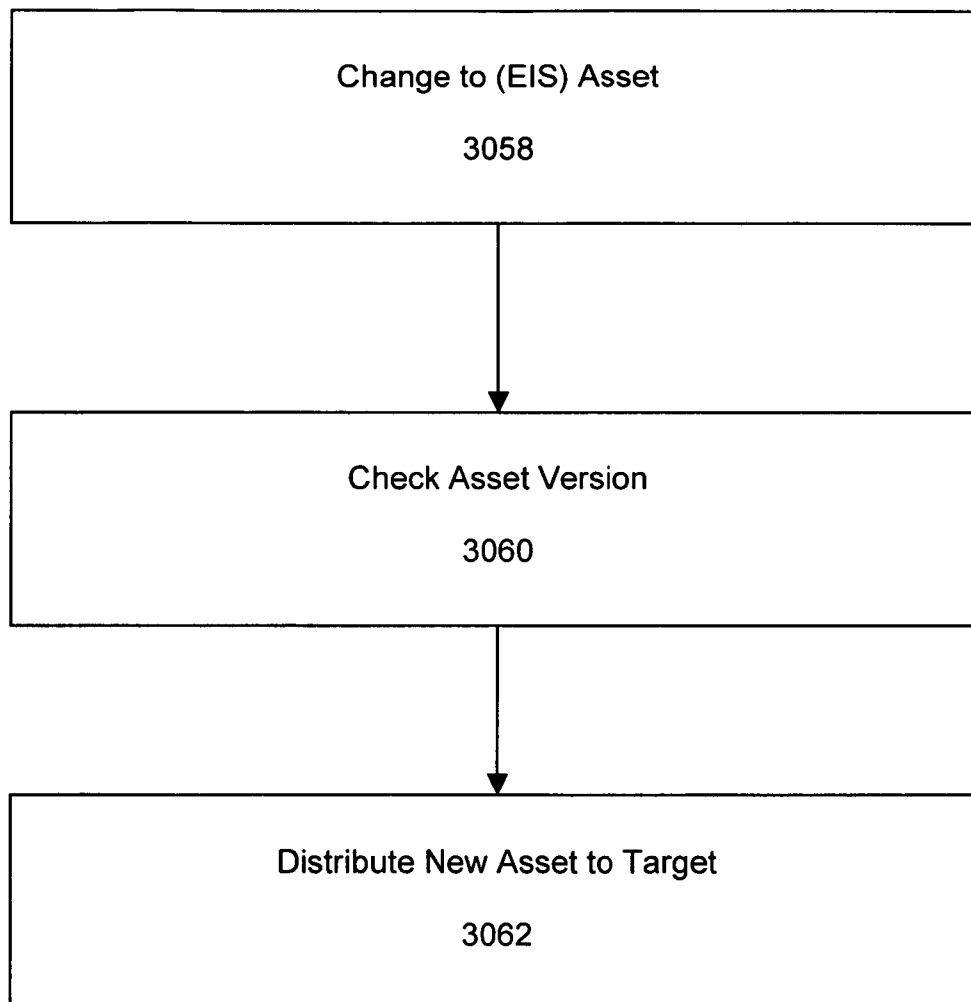 Change to (EIS) Asset
3058
Check Asset Version
3060
Distribute New Asset to Target
3062